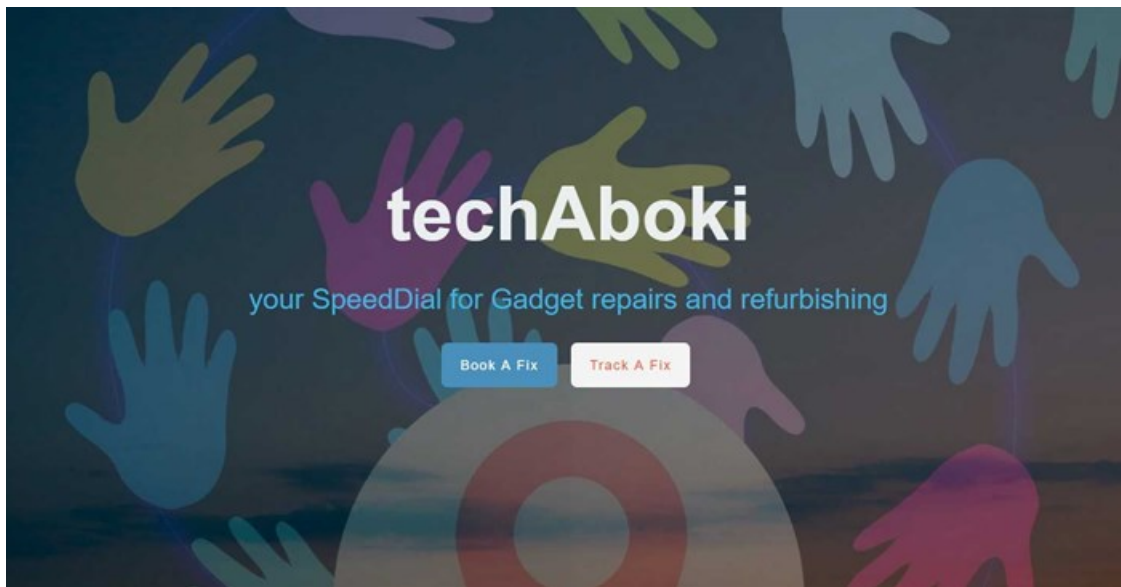 techAboki
your SpeedDial for Gadget repairs and refurbishing
Book A Fix Track A Fix